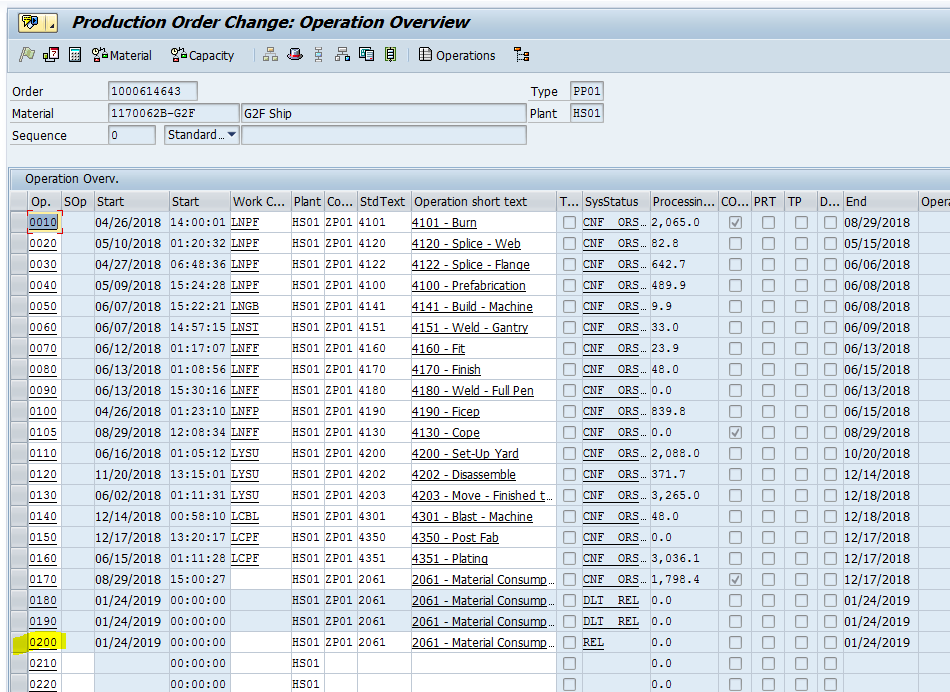 Production Order Change: Operation Overview
Material Capacity Operations
Order 1000614643 Type PP01
Material 1170062B-G2F G2F Ship Plant HS01
Sequence 0 Standard...
Operation Overv.
Op. SOp Start Start Work C... Plant Co... StdText Operation short text T... SysStatus Processin... CO... PRT TP D... End Opera
0010 04/26/2018 14:00:01 LNPF HS01 ZP01 4101 4101 - Burn CNF ORS... 2,065.0 08/29/2018
0020 05/10/2018 01:20:32 LNPF HS01 ZP01 4120 4120 - Splice - Web CNF ORS... 82.8 05/15/2018
0030 04/27/2018 06:48:36 LNPF HS01 ZP01 4122 4122 - Splice - Flange CNF ORS... 642.7 06/06/2018
0040 05/09/2018 15:24:28 LNPF HS01 ZP01 4100 4100 - Prefabrication CNF ORS... 489.9 06/08/2018
0050 06/07/2018 15:22:21 LNGB HS01 ZP01 4141 4141 - Build - Machine CNF ORS... 9.9 06/08/2018
0060 06/07/2018 14:57:15 LNST HS01 ZP01 4151 4151 - Weld - Gantry CNF ORS... 33.0 06/09/2018
0070 06/12/2018 01:17:07 LNFF HS01 ZP01 4160 4160 - Fit CNF ORS... 23.9 06/13/2018
0080 06/13/2018 01:08:56 LNFF HS01 ZP01 4170 4170 - Finish CNF ORS... 48.0 06/15/2018
0090 06/13/2018 15:30:16 LNFF HS01 ZP01 4180 4180 - Weld - Full Pen CNF ORS... 0.0 06/13/2018
0100 04/26/2018 01:23:10 LNFP HS01 ZP01 4190 4190 - Ficep CNF ORS... 839.8 06/15/2018
0105 08/29/2018 12:08:34 LNFF HS01 ZP01 4130 4130 - Cope CNF ORS... 0.0 08/29/2018
0110 06/16/2018 01:05:12 LYSU HS01 ZP01 4200 4200 - Set-Up Yard CNF ORS... 2,088.0 10/20/2018
0120 11/20/2018 13:15:01 LYSU HS01 ZP01 4202 4202 - Disassemble CNF ORS... 371.7 12/14/2018
0130 06/02/2018 01:11:31 LYSU HS01 ZP01 4203 4203 - Move - Finished t... CNF ORS... 3,265.0 12/18/2018
0140 12/14/2018 00:58:10 LCBL HS01 ZP01 4301 4301 - Blast - Machine CNF ORS... 48.0 12/18/2018
0150 12/17/2018 13:20:17 LCPF HS01 ZP01 4350 4350 - Post Fab CNF ORS... 0.0 12/17/2018
0160 06/15/2018 01:11:28 LCPF HS01 ZP01 4351 4351 - Plating CNF ORS... 3,036.1 12/17/2018
0170 08/29/2018 15:00:27 HS01 ZP01 2061 2061 - Material Consump... CNF ORS... 1,798.4 12/17/2018
0180 01/24/2019 00:00:00 HS01 ZP01 2061 2061 - Material Consump... DLT REL 0.0 01/24/2019
0190 01/24/2019 00:00:00 HS01 ZP01 2061 2061 - Material Consump... DLT REL 0.0 01/24/2019
0200 01/24/2019 00:00:00 HS01 ZP01 2061 2061 - Material Consump... REL 0.0 01/24/2019
0210 00:00:00 HS01 0.0
0220 00:00:00 HS01 0.0